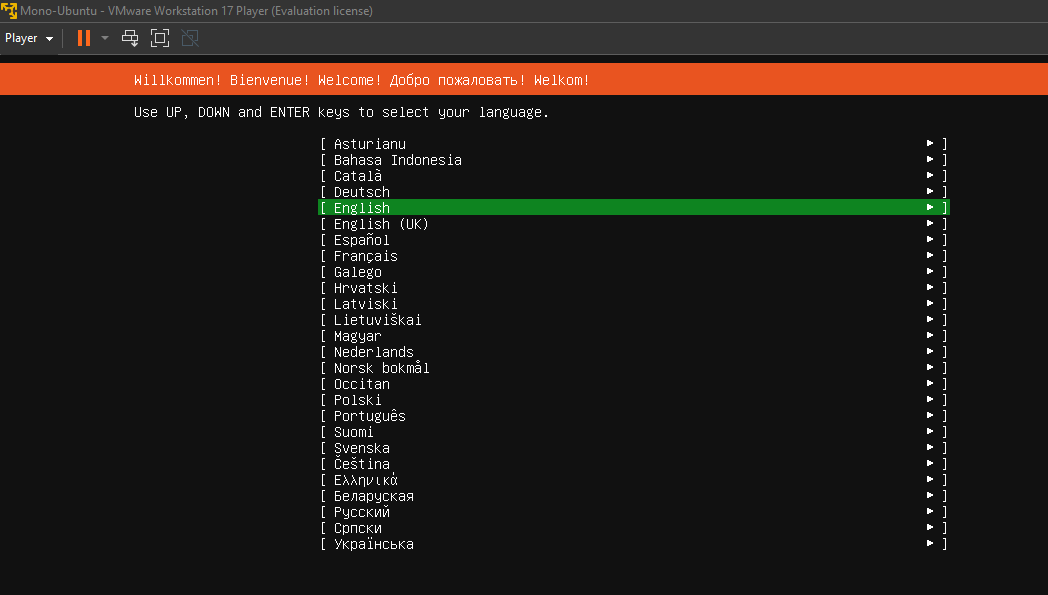 Mono-Ubuntu - VMware Workstation 17 Player (Evaluation license)
Player
Willkommen! Bienvenue! Welcome! Добро пожаловать! Welkom!
Use UP, DOWN and ENTER keys to select your language.
[ Asturianu ► ]
[ Bahasa Indonesia ► ]
[ Català ► ]
[ Deutsch ► ]
[ English ► ]
[ English (UK) ► ]
[ Español ► ]
[ Français ► ]
[ Galego ► ]
[ Hrvatski ► ]
[ Latviski ► ]
[ Lietuviškai ► ]
[ Magyar ► ]
[ Nederlands ► ]
[ Norsk bokmål ► ]
[ Occitan ► ]
[ Polski ► ]
[ Português ► ]
[ Suomi ► ]
[ Svenska ► ]
[ Čeština ► ]
[ Ελληνικά ► ]
[ Беларуская ► ]
[ Русский ► ]
[ Српски ► ]
[ Українська ► ]